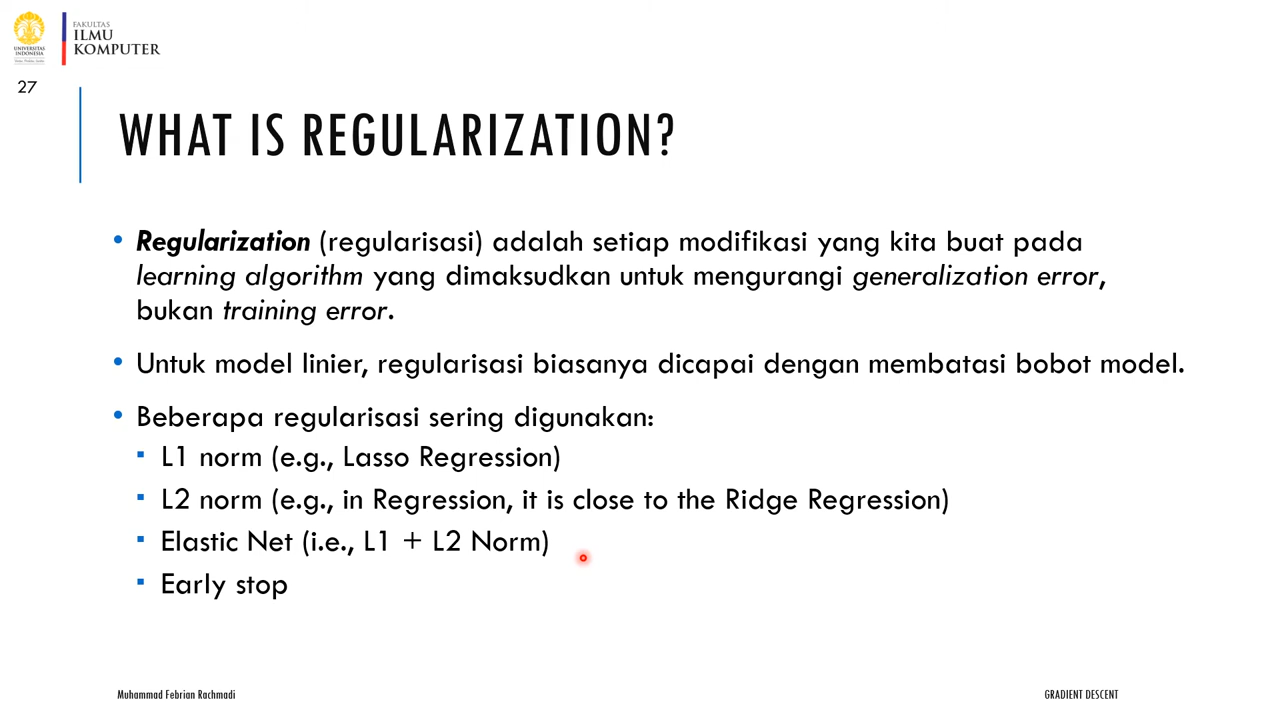 UNIVERSITAS
INDONESIA
FAKULTAS
ILMU
KOMPUTER
27
WHAT IS REGULARIZATION?
• Regularization (regularisasi) adalah setiap modifikasi yang kita buat pada
learning algorithm yang dimaksudkan untuk mengurangi generalization error,
bukan training error.
• Untuk model linier, regularisasi biasanya dicapai dengan membatasi bobot model.
• Beberapa regularisasi sering digunakan:
▪ L1 norm (e.g., Lasso Regression)
▪ L2 norm (e.g., in Regression, it is close to the Ridge Regression)
▪ Elastic Net (i.e., L1 + L2 Norm)
▪ Early stop
Muhammad Febrian Rachmadi
GRADIENT DESCENT